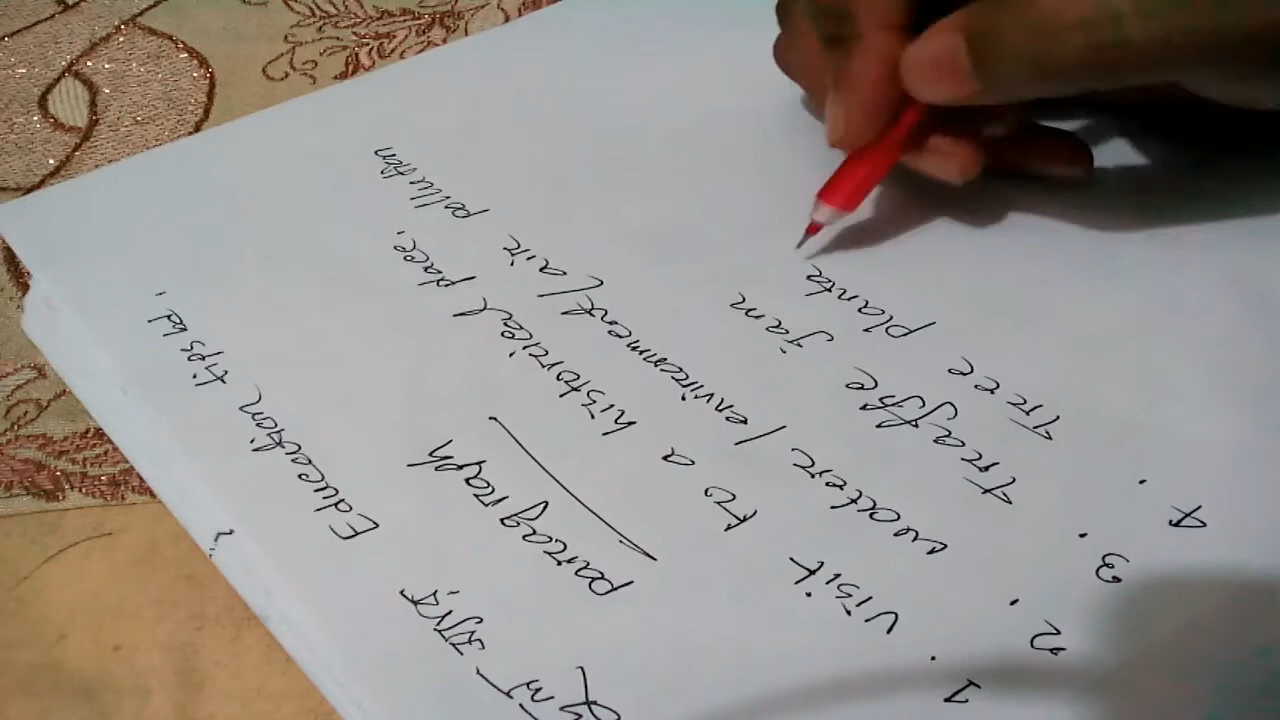 Education tips bd.
paragraph
1. visit to a historical place.
2. water / environment / air pollution
3. traffic jam
4. Tree planta